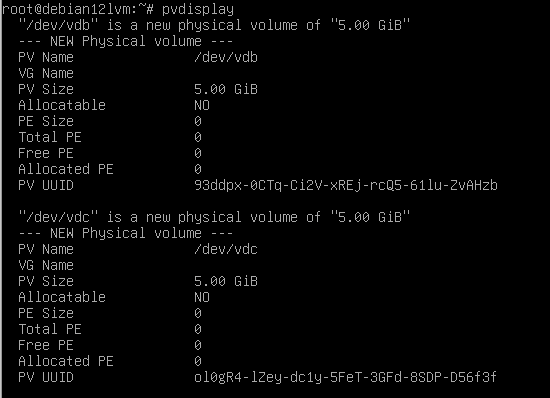 root@debian12lvm:~# pvdisplay
"/dev/vdb" is a new physical volume of "5.00 GiB"
--- NEW Physical volume ---
PV Name /dev/vdb
VG Name
PV Size 5.00 GiB
Allocatable NO
PE Size 0
Total PE 0
Free PE 0
Allocated PE 0
PV UUID 93ddpx-0CTq-Ci2V-xREj-rcQ5-61lu-ZvAHzb
"/dev/vdc" is a new physical volume of "5.00 GiB"
--- NEW Physical volume ---
PV Name /dev/vdc
VG Name
PV Size 5.00 GiB
Allocatable NO
PE Size 0
Total PE 0
Free PE 0
Allocated PE 0
PV UUID ol0gR4-lZey-dc1y-5FeT-3GFd-8SDP-D56f3f